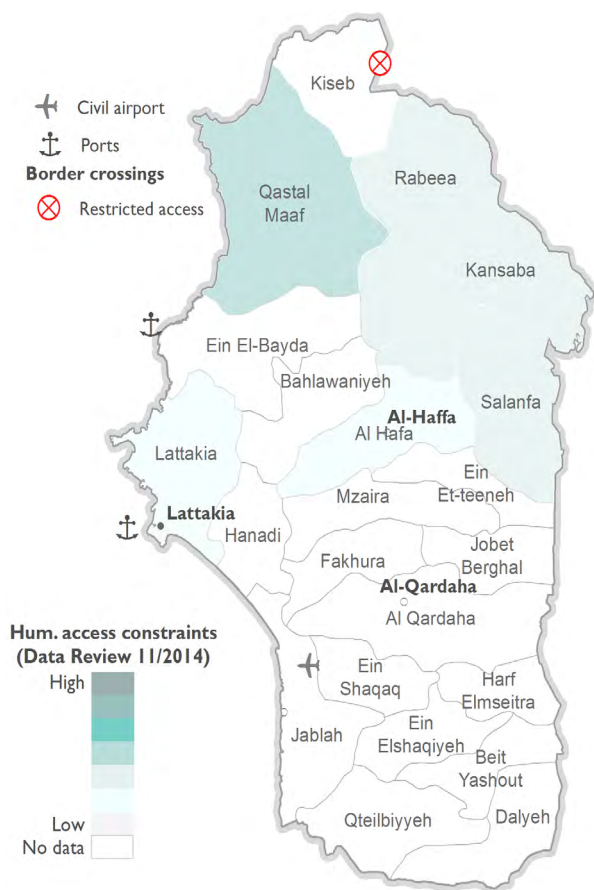 Kiseb
Civil airport
Ports
Border crossings
Restricted access
Rabeea
Qastal
Maaf
Kansaba
Ein El-Bayda
Bahlawaniyeh
Salanfa
Al-Haffa
Al Hafa
Lattakia
Ein
Et-teeneh
Mzaira
Lattakia
Hanadi
Jobet
Berghal
Fakhura
Al-Qardaha
Al Qardaha
Hum. access constraints
(Data Review 11/2014)
High
Low
No data
Ein
Shaqaq
Harf
Elmseitra
Jablah
Ein
Elshaqiyeh
Beit
Yashout
Qteilbiyyeh
Dalyeh